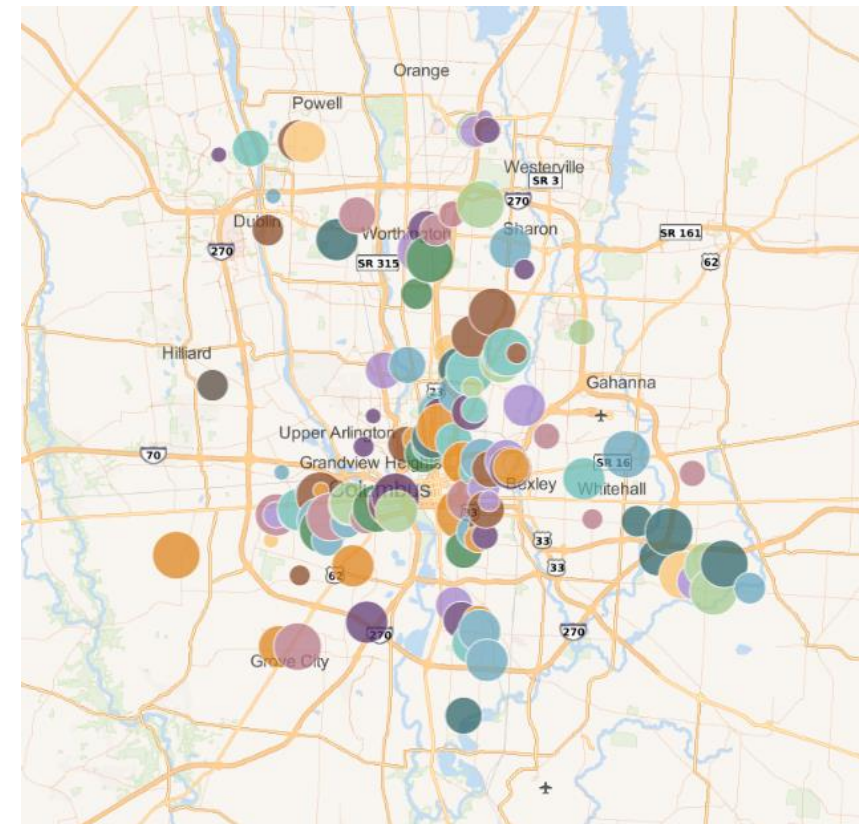 Orange
Powell
Westerville
SR 3
270
Dublin
Worthington
Sharon
SR 161
270
SR 315
62
Hilliard
23
Gahanna
Upper Arlington
70
Grandview Heights
SR 16
Columbus
Bexley
Whitehall
33
33
62
270
270
Grove City